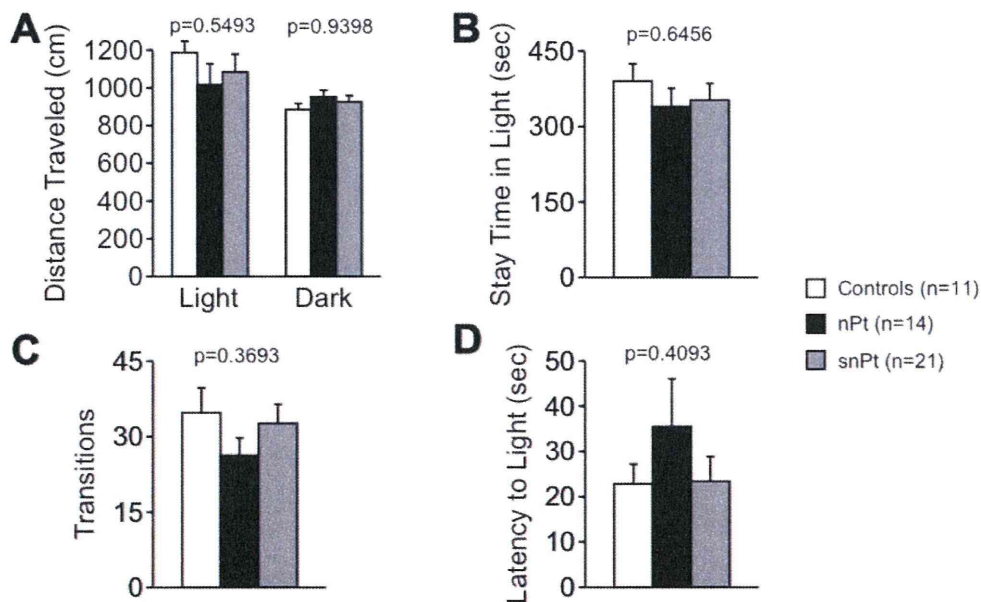 A
p=0.5493 p=0.9398
Distance Traveled (cm)
1200
1000
800
600
400
200
0
Light Dark
B
p=0.6456
Stay Time in Light (sec)
450
300
150
0
Controls (n=11)
nPt (n=14)
snPt (n=21)
C
p=0.3693
Transitions
45
30
15
0
D
p=0.4093
Latency to Light (sec)
50
40
30
20
10
0